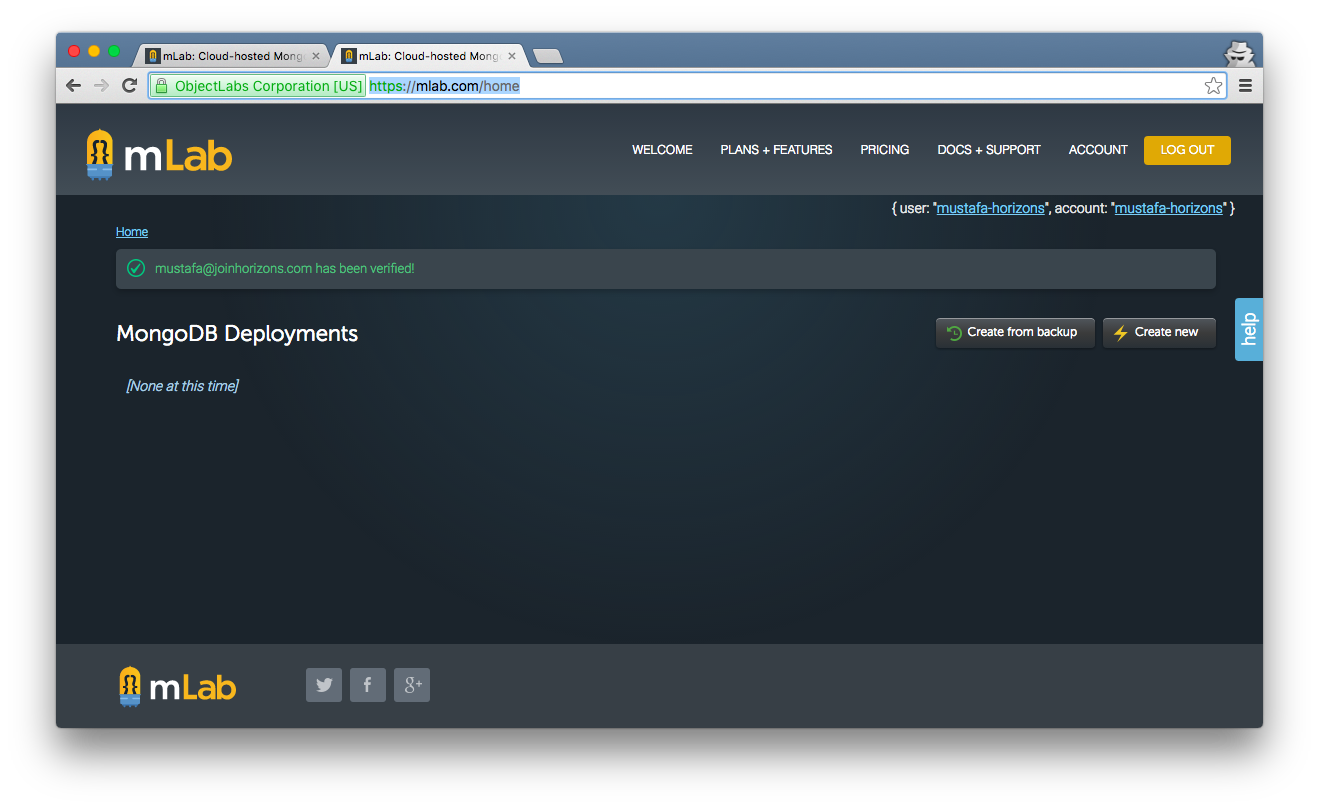 mLab: Cloud-hosted Mong
mLab: Cloud-hosted Mong
ObjectLabs Corporation [US] https://mlab.com/home
mLab
WELCOME PLANS + FEATURES PRICING DOCS + SUPPORT ACCOUNT LOG OUT
{ user: "mustafa-horizons", account: "mustafa-horizons" }
Home
mustafa@joinhorizons.com has been verified!
MongoDB Deployments
Create from backup
Create new
help
[None at this time]
mLab
f
g+